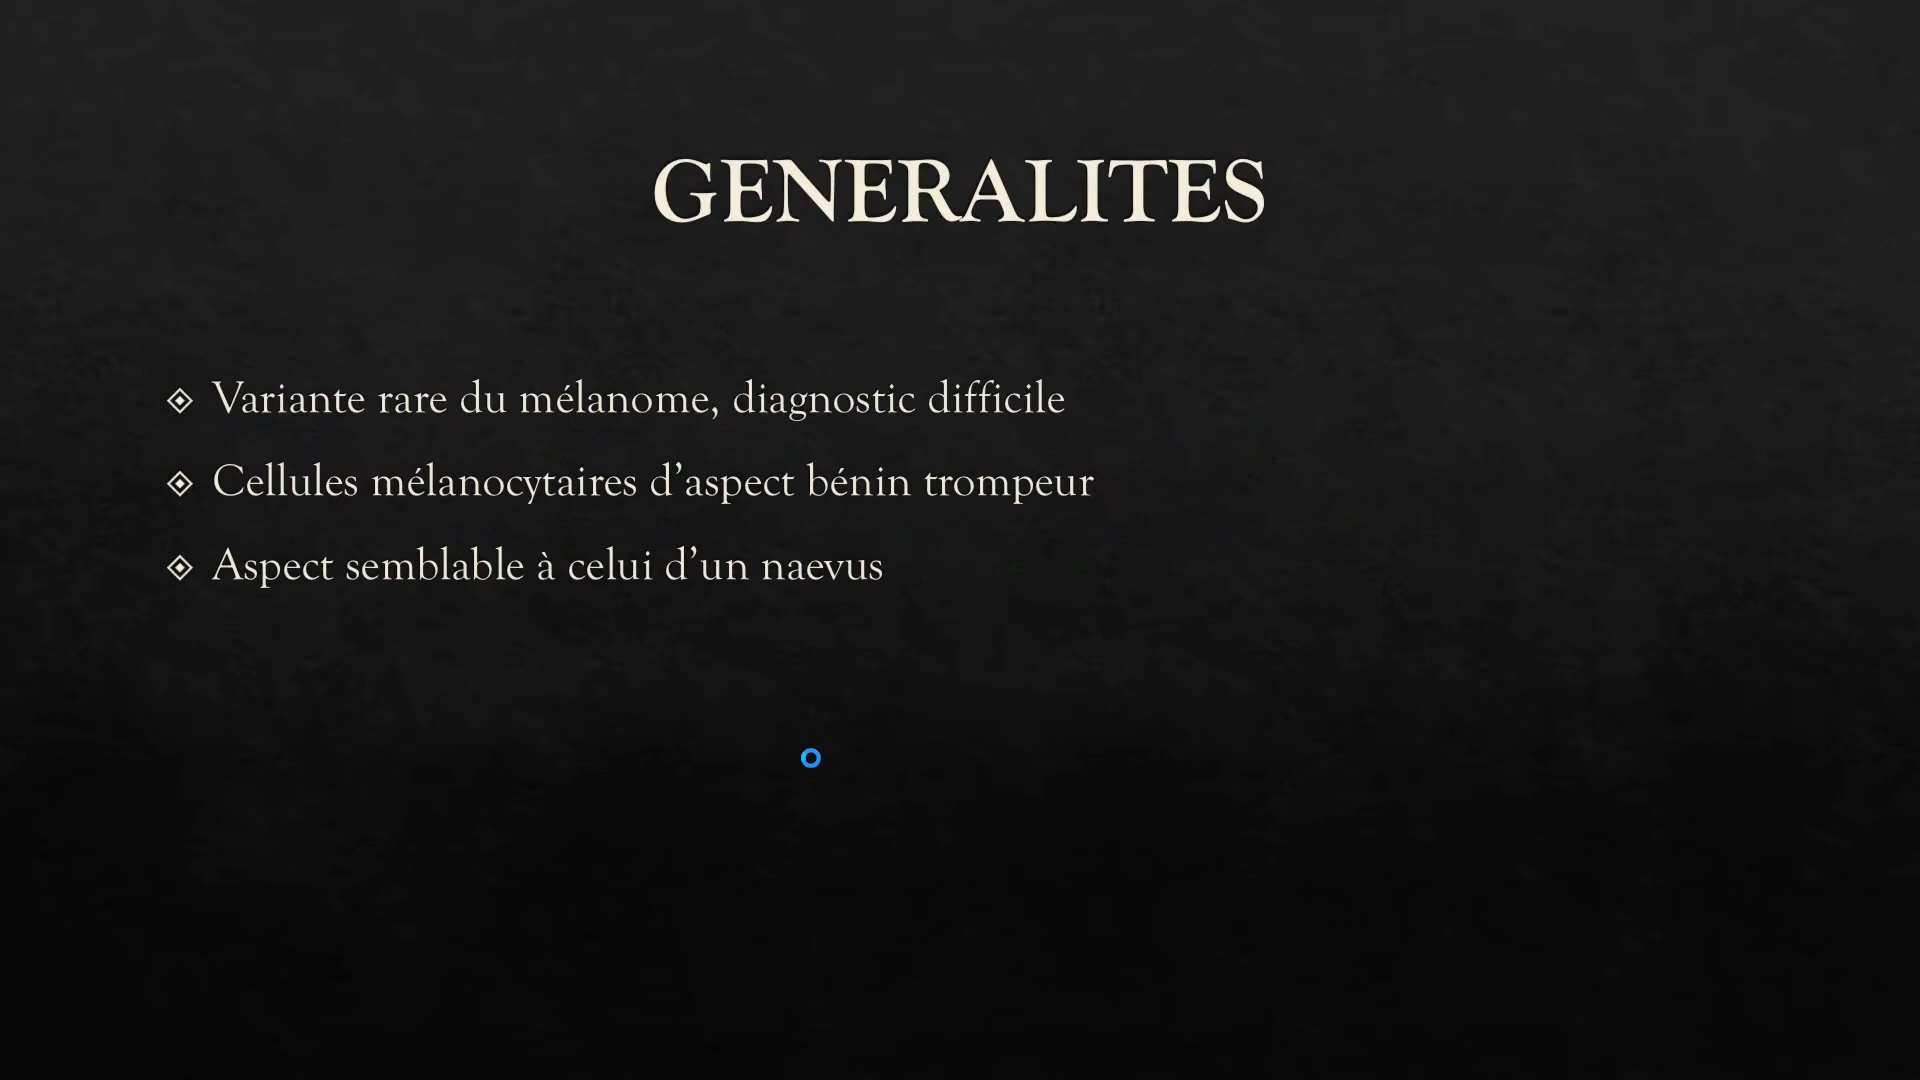 GENERALITES
Variante rare du mélanome, diagnostic difficile
Cellules mélanocytaires d’aspect bénin trompeur
Aspect semblable à celui d’un naevus